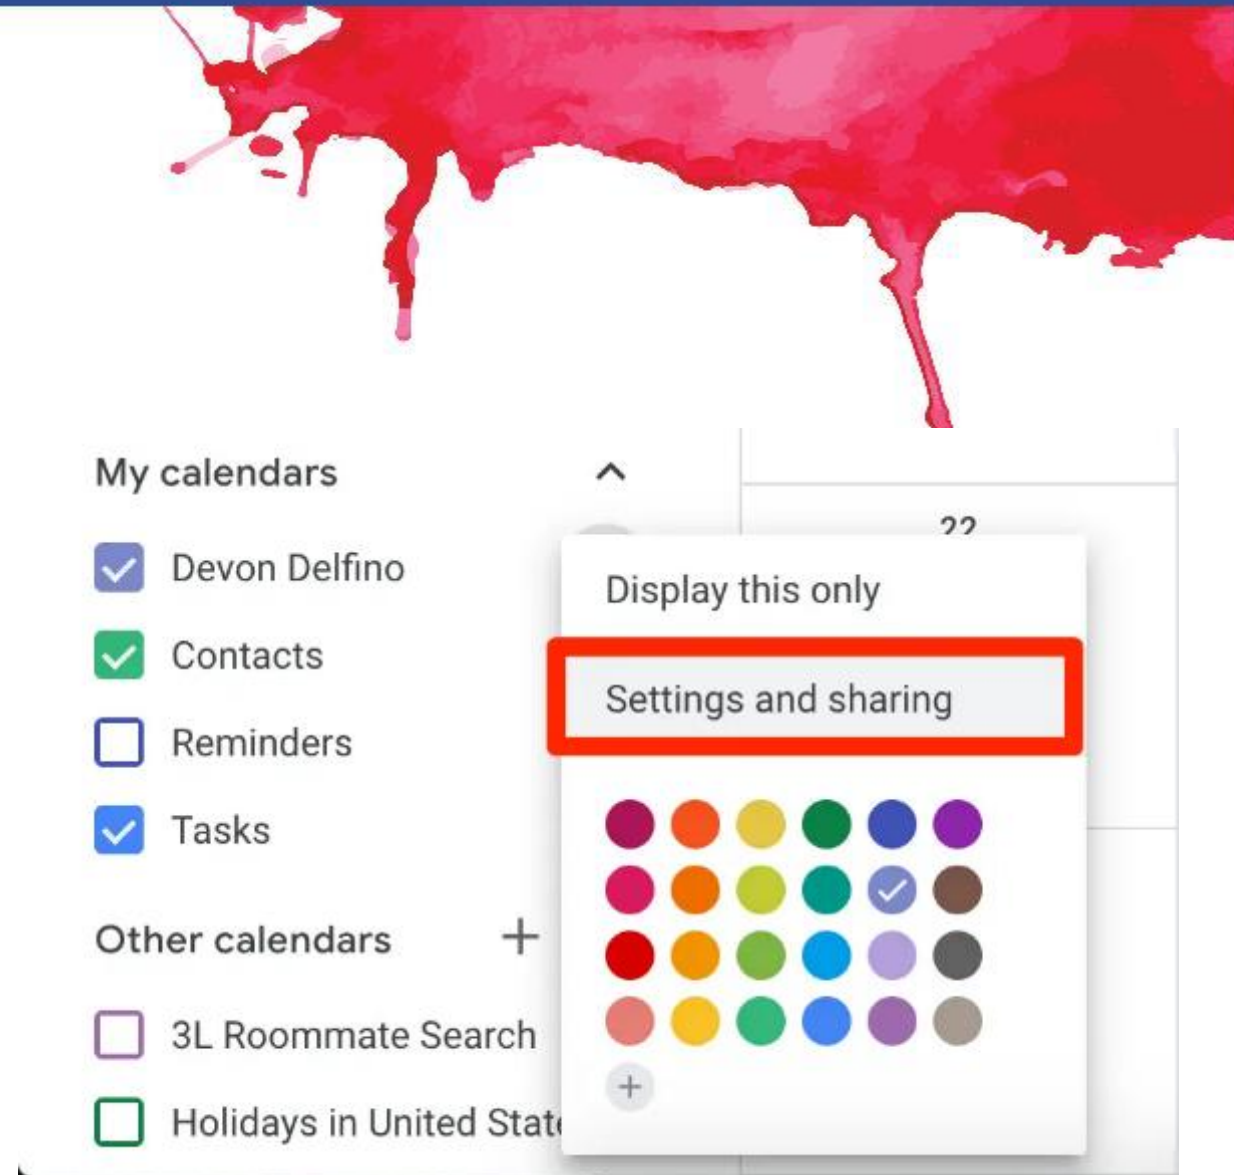 My calendars
22
Devon Delfino
Display this only
Contacts
Settings and sharing
Reminders
Tasks
Other calendars
3L Roommate Search
Holidays in United